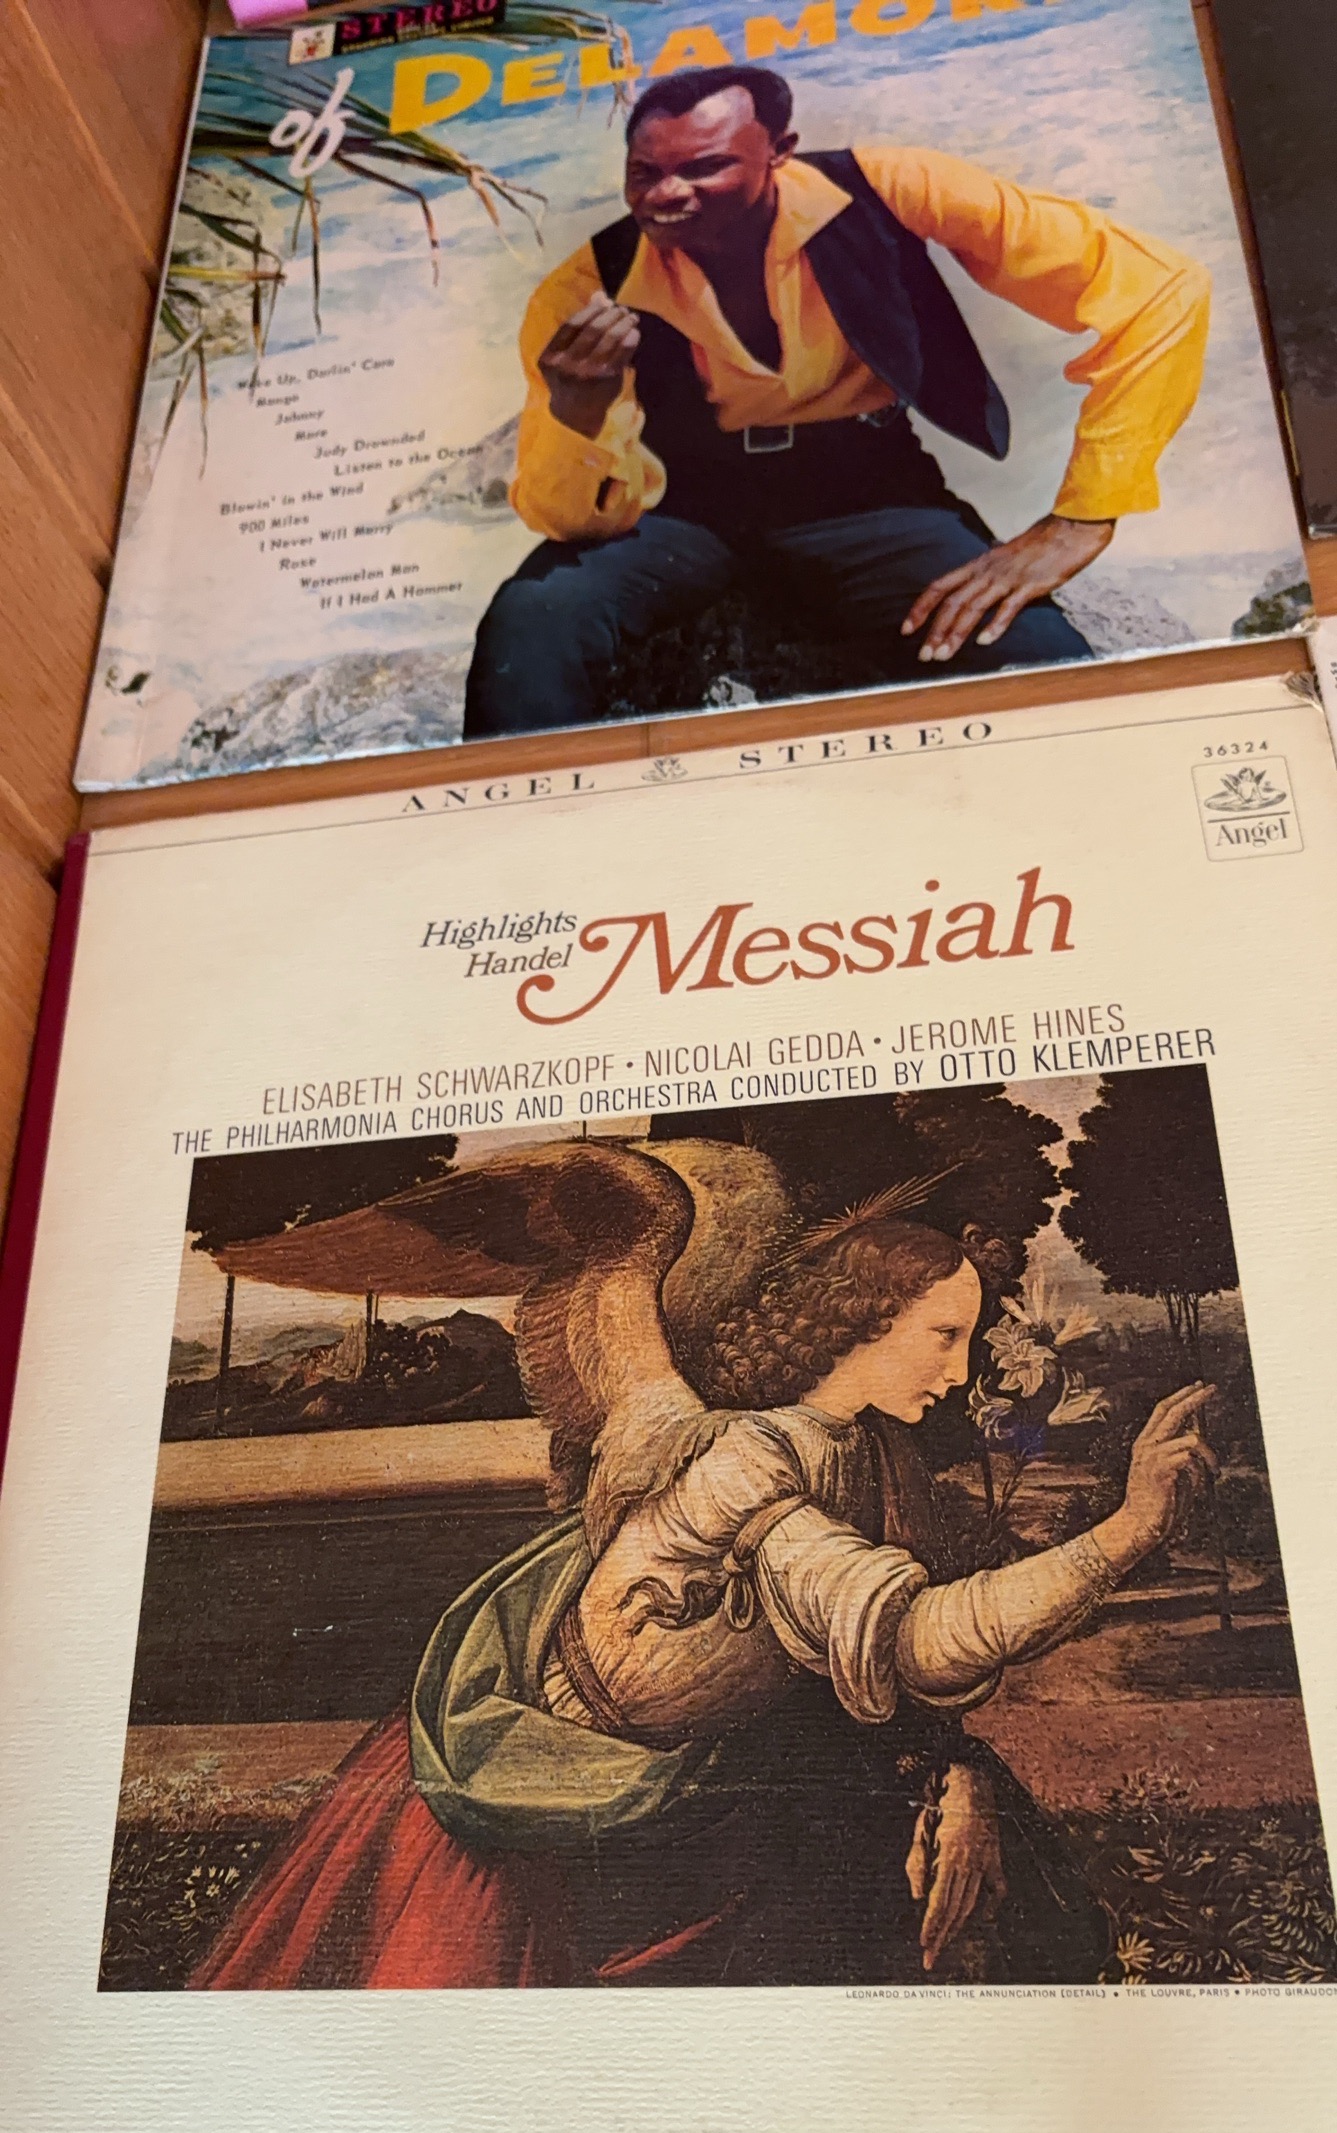 STEREO
of DELAMOR
Wake Up, Darlin' Cora
Mango
Johnny
More
Judy Drownded
Listen to the Ocean
Blowin' in the Wind
900 Miles
I Never Will Marry
Rose
Watermelon Man
If I Had A Hammer
ANGEL STEREO
36324
Angel
Highlights
Handel Messiah
ELISABETH SCHWARZKOPF • NICOLAI GEDDA • JEROME HINES
THE PHILHARMONIA CHORUS AND ORCHESTRA CONDUCTED BY OTTO KLEMPERER
LEONARDO DA VINCI: THE ANNUNCIATION (DETAIL) • THE LOUVRE, PARIS • PHOTO GIRAUDON